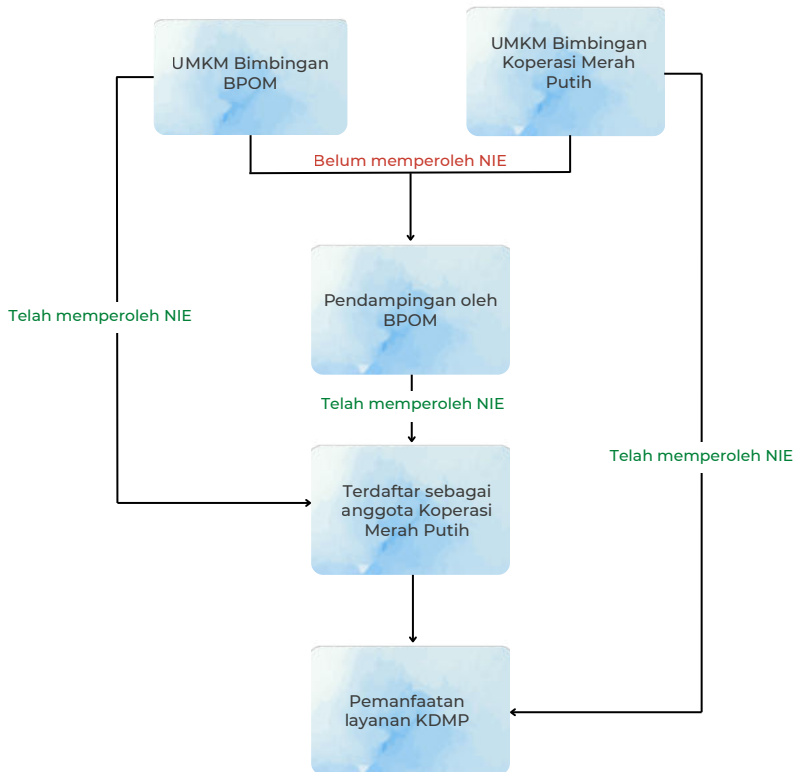 UMKM Bimbingan
BPOM
UMKM Bimbingan
Koperasi Merah
Putih
Belum memperoleh NIE
Pendampingan oleh
BPOM
Telah memperoleh NIE
Telah memperoleh NIE
Telah memperoleh NIE
Terdaftar sebagai
anggota Koperasi
Merah Putih
Pemanfaatan
layanan KDMP